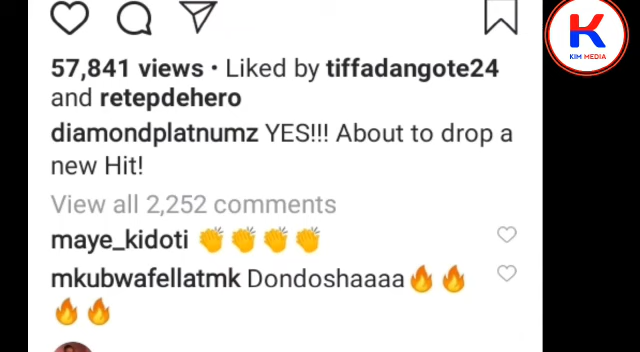 57,841 views • Liked by tiffadangote24
and retepdehero
diamondplatnumz YES!!! About to drop a
new Hit!
View all 2,252 comments
maye_kidoti 👏👏👏👏
mkubwafellatmk Dondoshaaaa🔥🔥
🔥🔥
K
KIM MEDIA